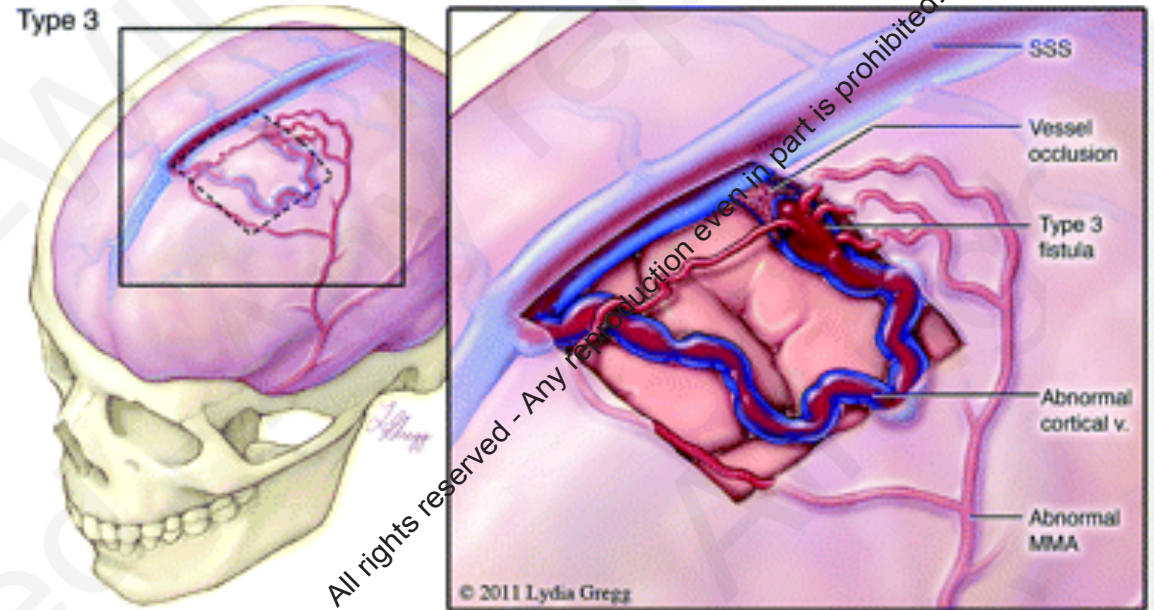 Type 3
SSS
Vessel
occlusion
Type 3
fistula
Abnormal
cortical v.
Abnormal
MMA
© 2011 Lydia Gregg
All rights reserved - Any reproduction even in part is prohibited.